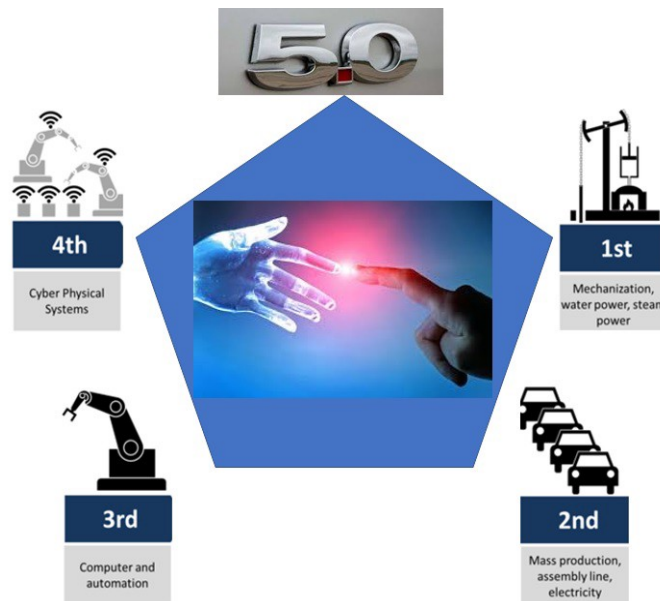 5.0
4th
Cyber Physical
Systems
1st
Mechanization,
water power, steam
power
3rd
Computer and
automation
2nd
Mass production,
assembly line,
electricity